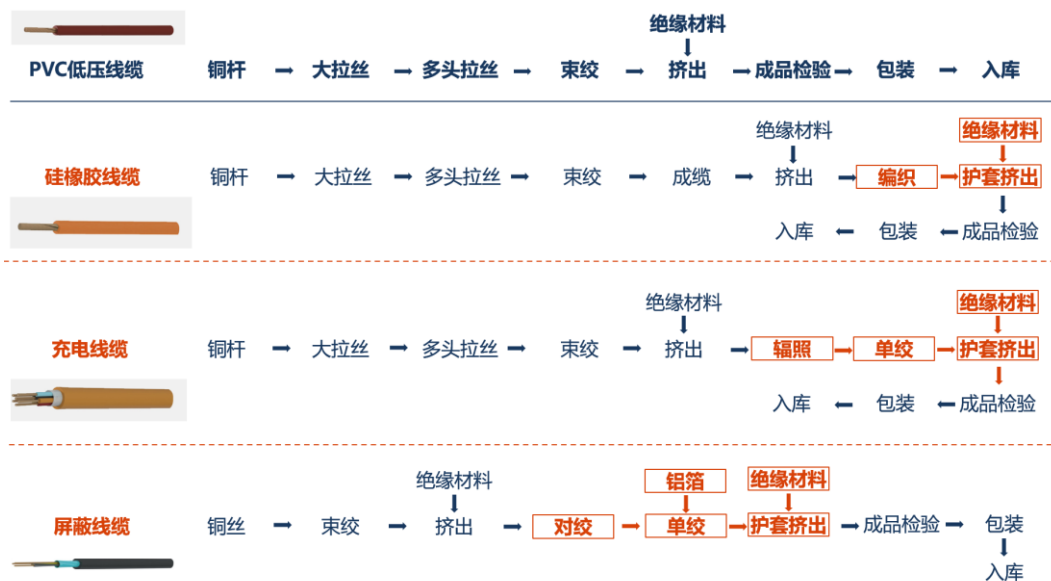 绝缘材料
PVC低压线缆 铜杆 大拉丝 多头拉丝 束绞 挤出 成品检验 包装 入库
绝缘材料 绝缘材料
硅橡胶线缆 铜杆 大拉丝 多头拉丝 束绞 成缆 挤出 编织 护套挤出
入库 包装 成品检验
绝缘材料 绝缘材料
充电线缆 铜杆 大拉丝 多头拉丝 束绞 挤出 辐照 单绞 护套挤出
入库 包装 成品检验
绝缘材料 铝箔 绝缘材料
屏蔽线缆 铜丝 束绞 挤出 对绞 单绞 护套挤出 成品检验 包装
入库